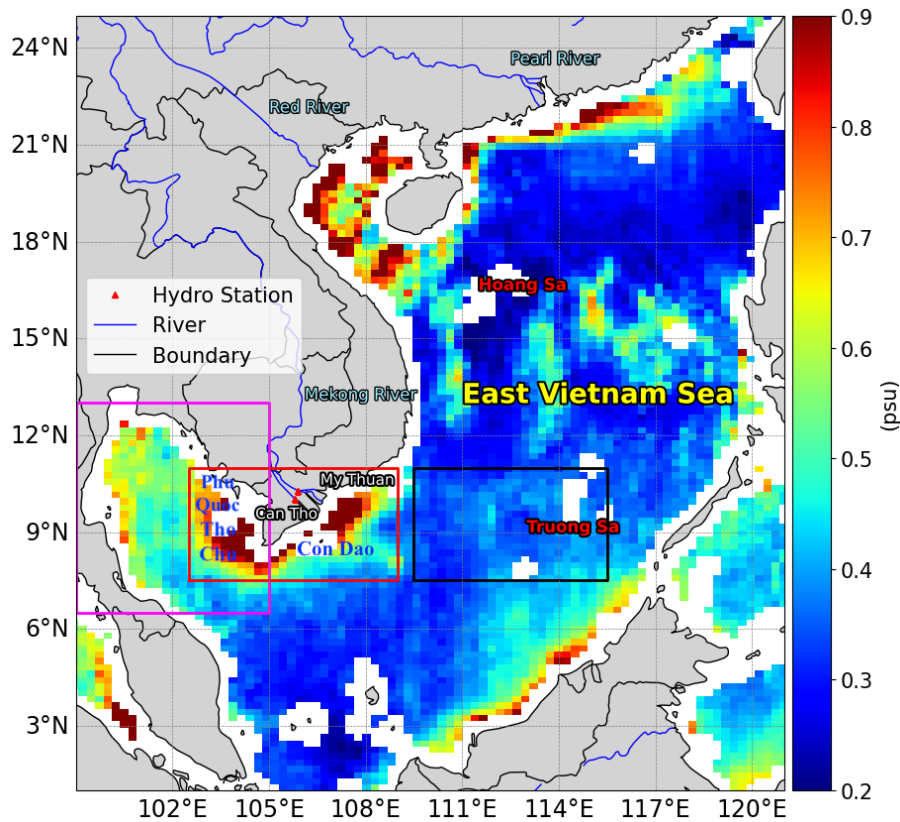 24°N
21°N
18°N
15°N
12°N
9°N
6°N
3°N
Pearl River
Red River
Hoang Sa
Hydro Station
River
Boundary
Mekong River
East Vietnam Sea
Phu
Quoc
Tho
Chu
My Thuan
Can Tho
Con Dao
Truong Sa
102°E
105°E
108°E
111°E
114°E
117°E
120°E
0.9
0.8
0.7
0.6
0.5
0.4
0.3
0.2
(psu)